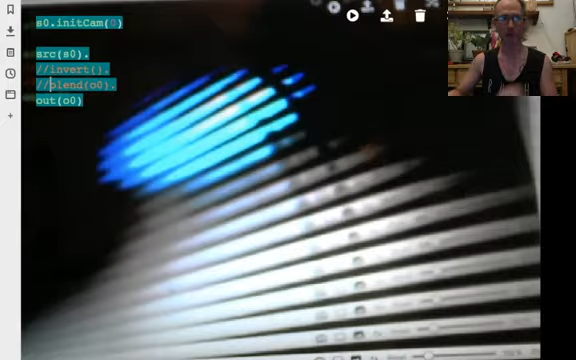 s0.initCam(0)
src(s0).
//invert().
//blend(o0).
out(o0)